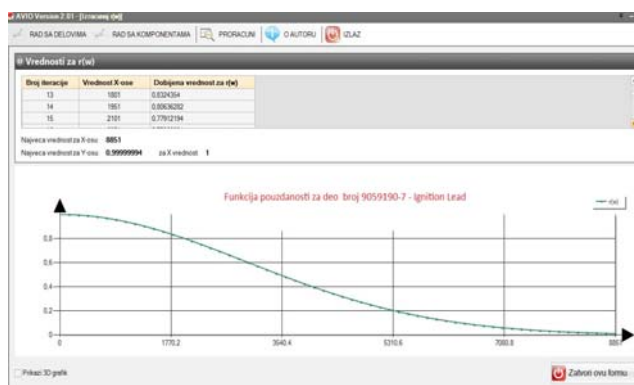 AVIO Version 2.01 - [Izracunaj r(w)]
RAD SA DELOVIMA RAD SA KOMPONENTAMA PRORACUNI O AUTORU IZLAZ
Vrednosti za r(w)
Broj iteracije Vrednost X-ose Dobijena vrednost za r(w)
13 1801 0.8324354
14 1951 0.80636282
15 2101 0.77912194
Najveca vrednost za X-osu 8851
Najveca vrednost za Y-osu 0.99999994 za X vrednost 1
Funkcija pouzdanosti za deo broj 9059190-7 - Ignition Lead
r(w)
0.8
0.6
0.4
0.2
0
0 1770.2 3540.4 5310.6 7080.8 8851
Prikazi 3D grafik
Zatvori ovu formu